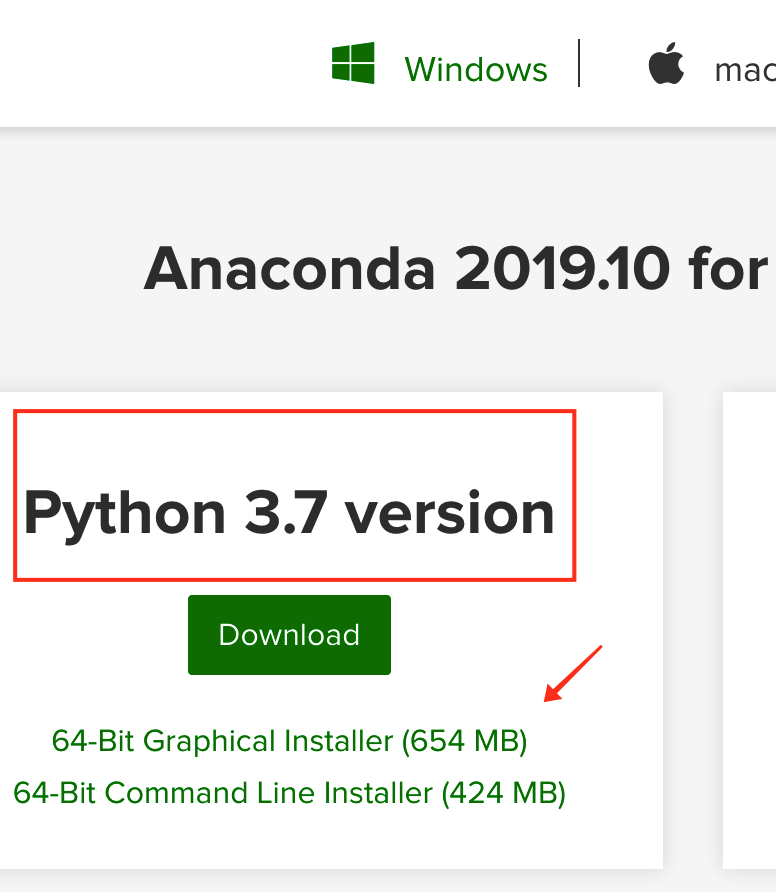 Windows
mac
Anaconda 2019.10 for
Python 3.7 version
Download
64-Bit Graphical Installer (654 MB)
64-Bit Command Line Installer (424 MB)